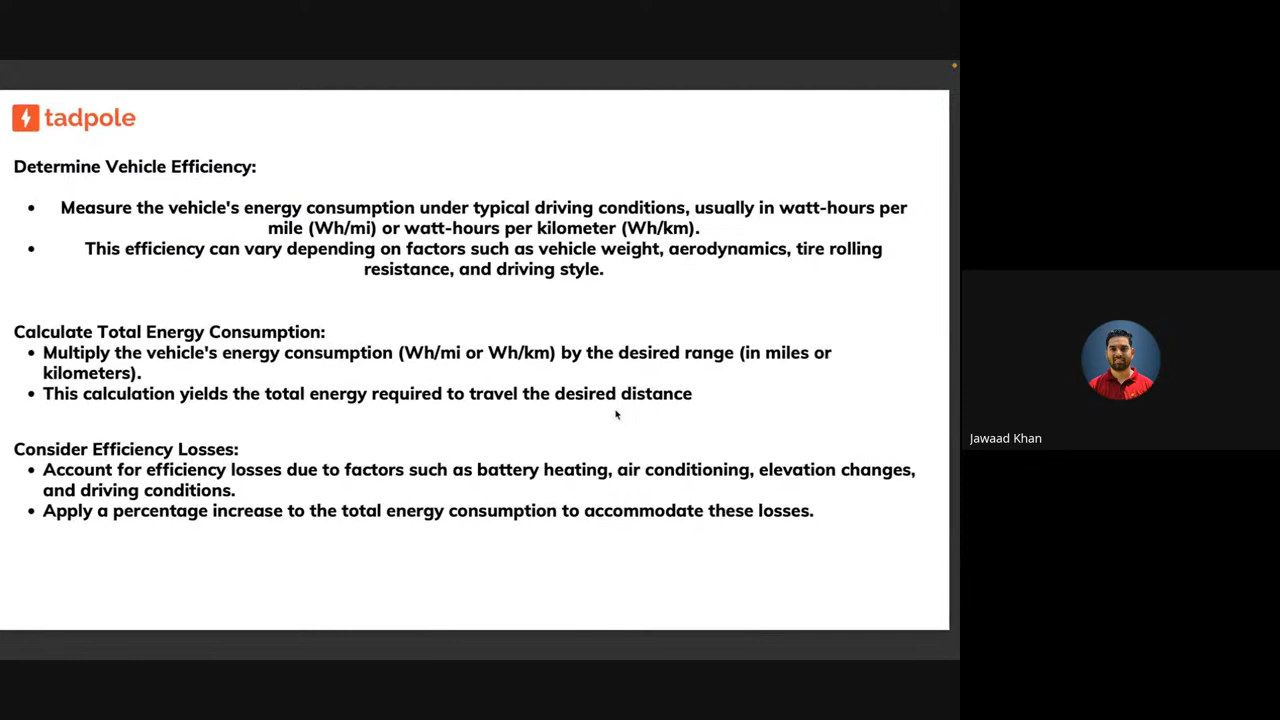 tadpole
Determine Vehicle Efficiency:
• Measure the vehicle's energy consumption under typical driving conditions, usually in watt-hours per
mile (Wh/mi) or watt-hours per kilometer (Wh/km).
• This efficiency can vary depending on factors such as vehicle weight, aerodynamics, tire rolling
resistance, and driving style.
Calculate Total Energy Consumption:
• Multiply the vehicle's energy consumption (Wh/mi or Wh/km) by the desired range (in miles or
kilometers).
• This calculation yields the total energy required to travel the desired distance
Consider Efficiency Losses:
• Account for efficiency losses due to factors such as battery heating, air conditioning, elevation changes,
and driving conditions.
• Apply a percentage increase to the total energy consumption to accommodate these losses.
Jawaad Khan